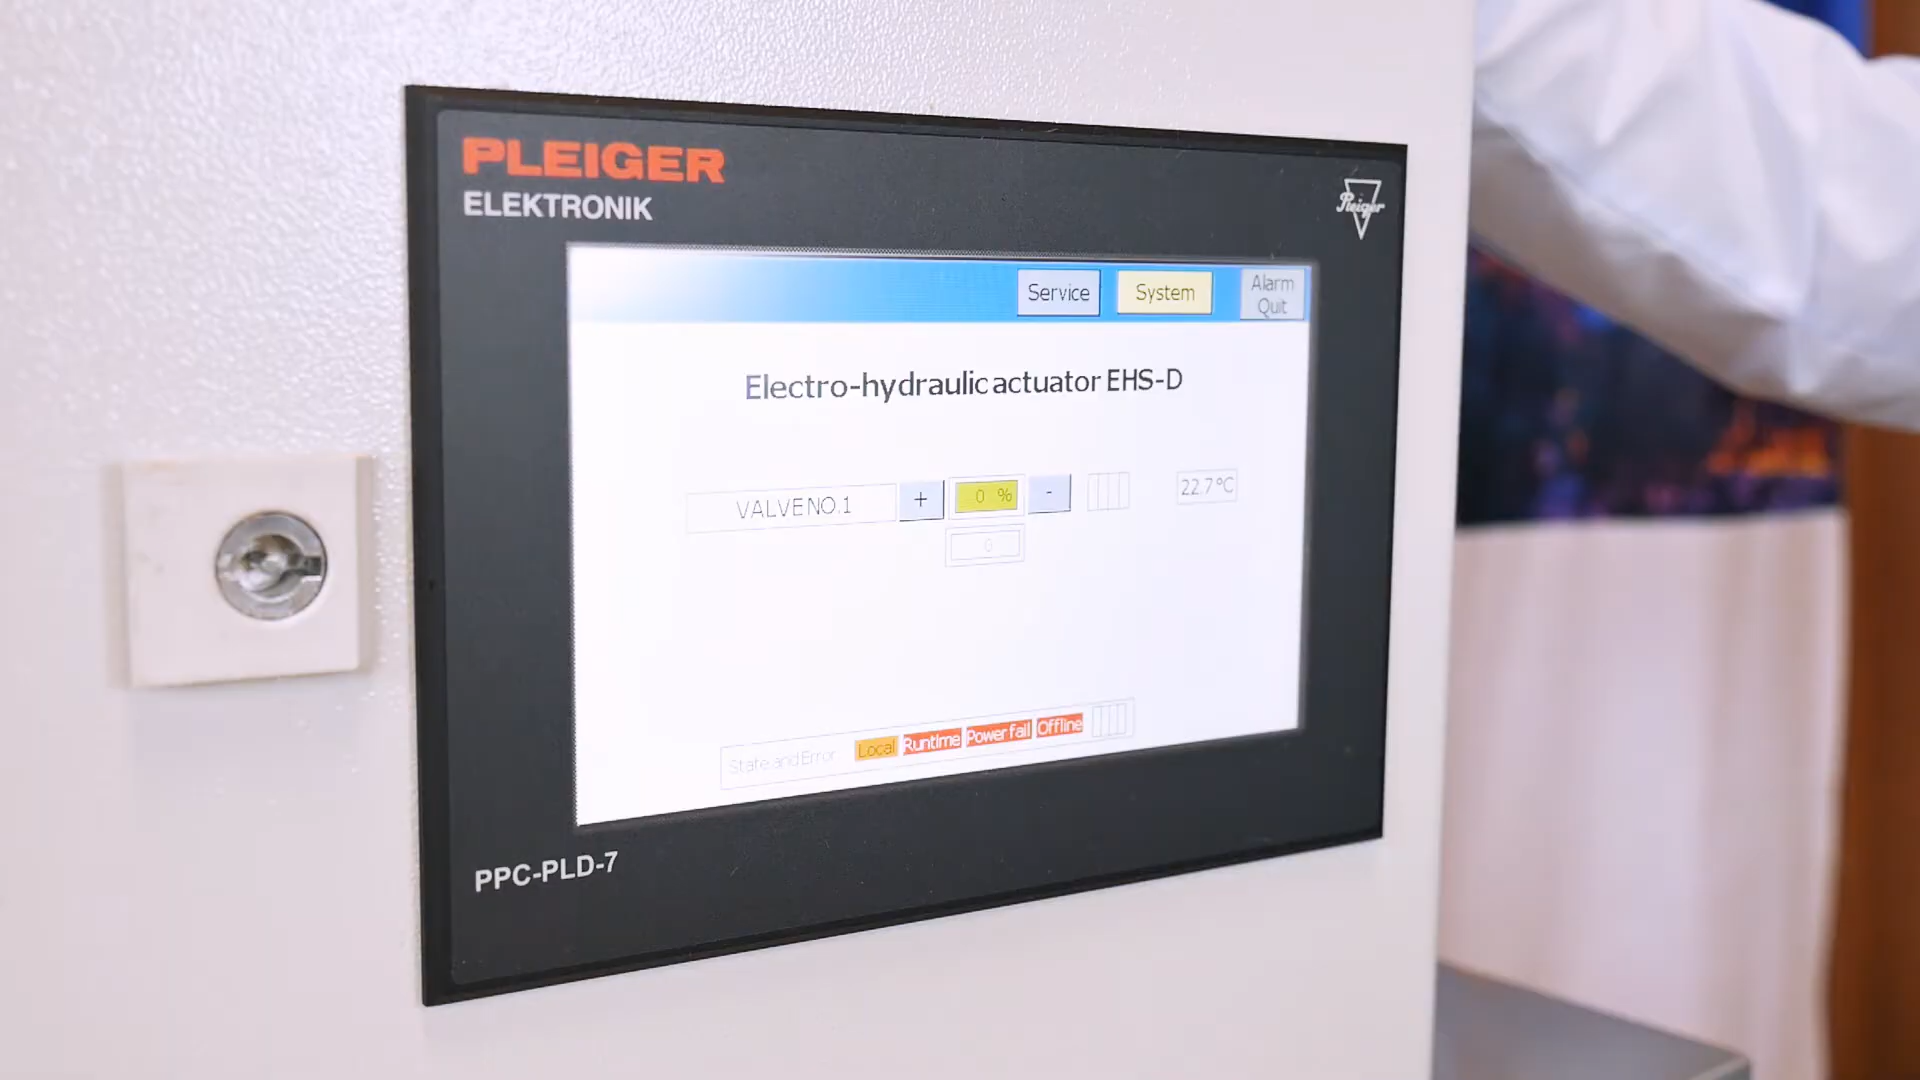 PLEIGER
ELEKTRONIK
Pleiger
Service
System
Alarm
Quit
Electro-hydraulic actuator EHS-D
VALVE NO.1 + 0 % - 22.7 °C
0
State and Error Local Runtime Power fail Offline
PPC-PLD-7